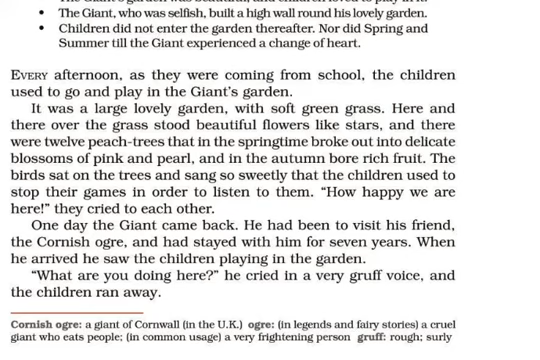 • The Giant, who was selfish, built a high wall round his lovely garden.
• Children did not enter the garden thereafter. Nor did Spring and
Summer till the Giant experienced a change of heart.
EVERY afternoon, as they were coming from school, the children
used to go and play in the Giant's garden.
It was a large lovely garden, with soft green grass. Here and
there over the grass stood beautiful flowers like stars, and there
were twelve peach-trees that in the springtime broke out into delicate
blossoms of pink and pearl, and in the autumn bore rich fruit. The
birds sat on the trees and sang so sweetly that the children used to
stop their games in order to listen to them. “How happy we are
here!” they cried to each other.
One day the Giant came back. He had been to visit his friend,
the Cornish ogre, and had stayed with him for seven years. When
he arrived he saw the children playing in the garden.
“What are you doing here?” he cried in a very gruff voice, and
the children ran away.
Cornish ogre: a giant of Cornwall (in the U.K.) ogre: (in legends and fairy stories) a cruel
giant who eats people; (in common usage) a very frightening person gruff: rough; surly